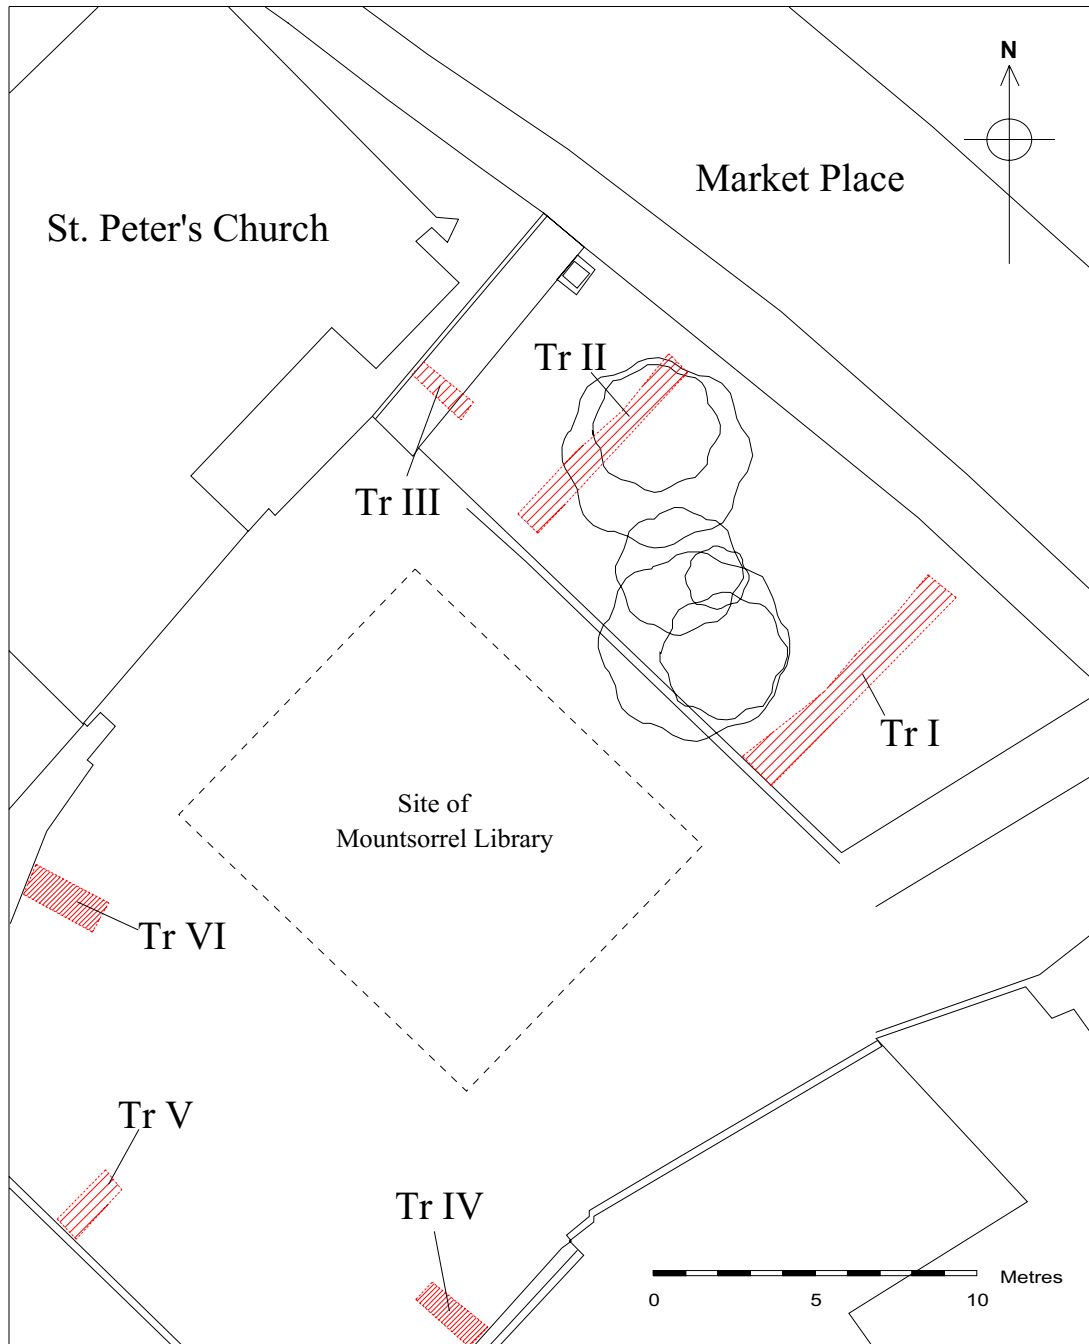 N
Market Place
St. Peter's Church
Tr II
Tr III
Tr I
Site of
Mountsorrel Library
Tr VI
Tr V
Tr IV
Metres
0 5 10